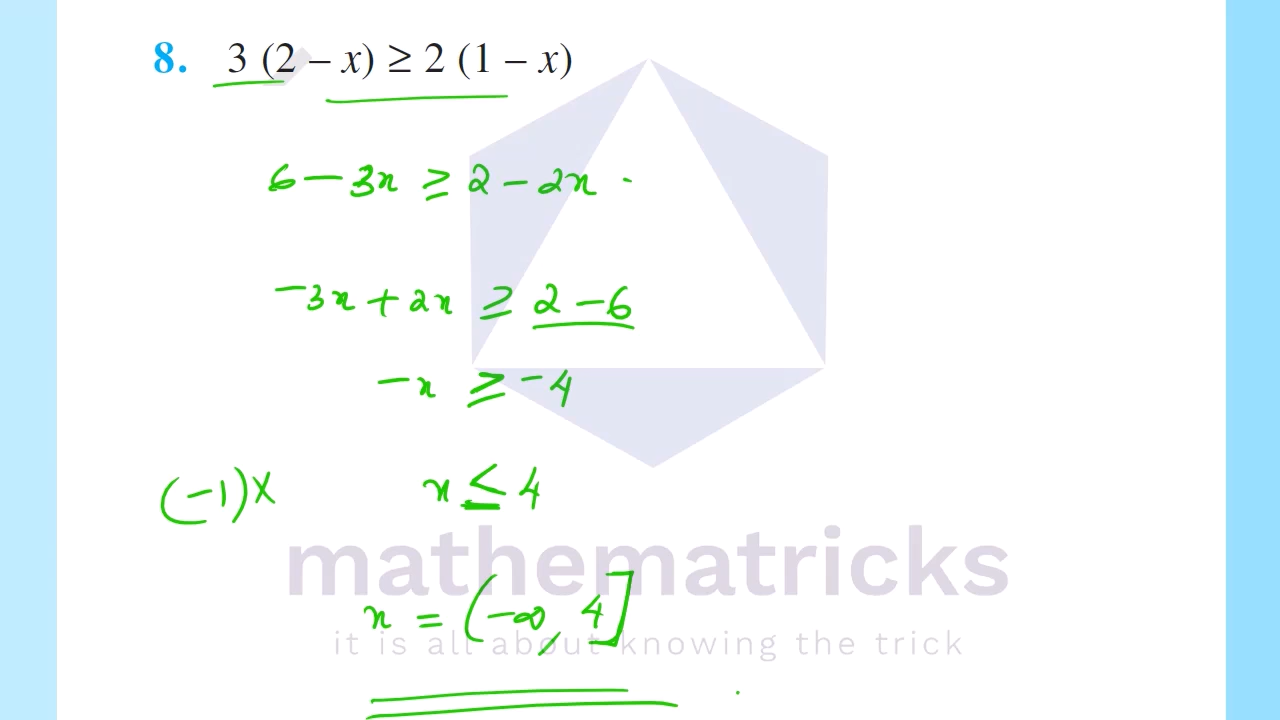 8. 3 (2 – x) ≥ 2 (1 – x)
6 – 3x ≥ 2 – 2x
–3x + 2x ≥ 2 – 6
–x ≥ –4
(–1)× x ≤ 4
mathematricks
x = (–∞, 4]
it is all about knowing the trick